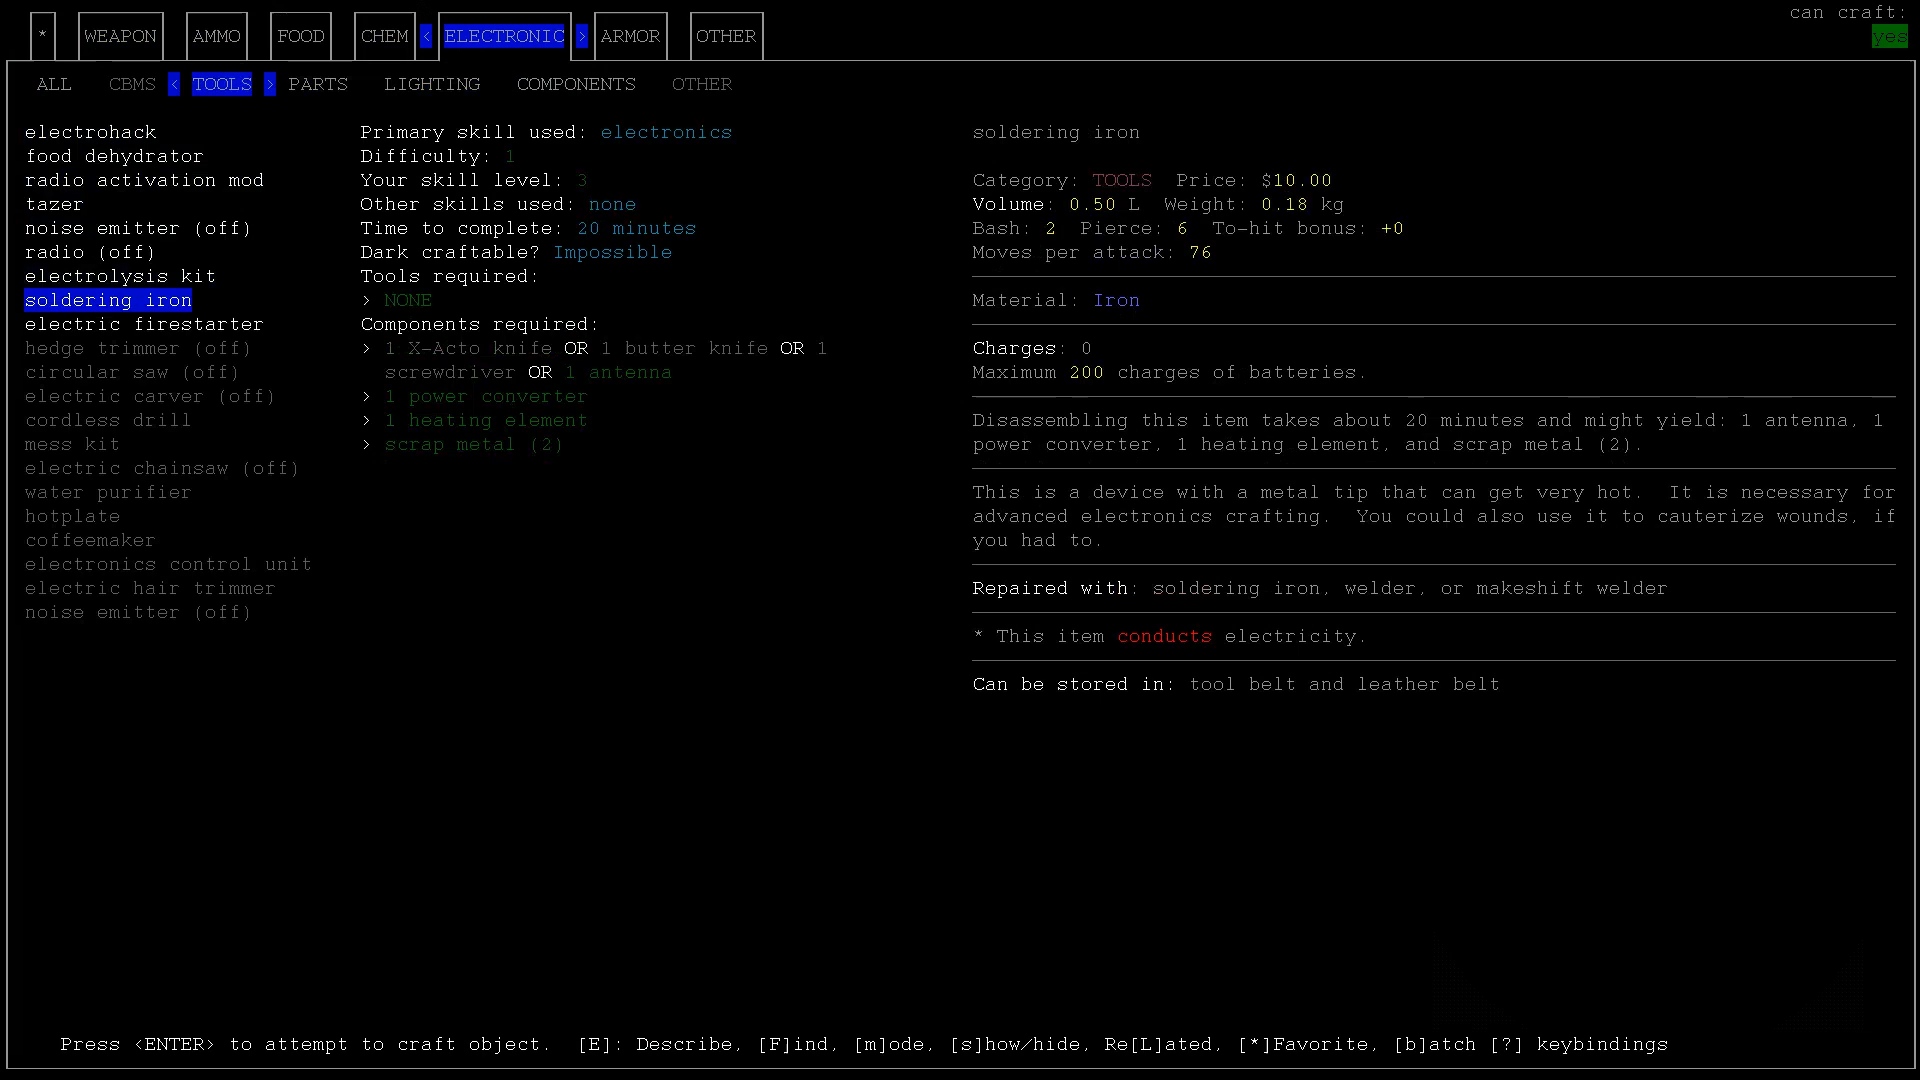 can craft:
* WEAPON AMMO FOOD CHEM < ELECTRONIC > ARMOR OTHER
yes
ALL CBMS < TOOLS > PARTS LIGHTING COMPONENTS OTHER
electrohack
food dehydrator
radio activation mod
tazer
noise emitter (off)
radio (off)
electrolysis kit
soldering iron
electric firestarter
hedge trimmer (off)
circular saw (off)
electric carver (off)
cordless drill
mess kit
electric chainsaw (off)
water purifier
hotplate
coffeemaker
electronics control unit
electric hair trimmer
noise emitter (off)
Primary skill used: electronics
Difficulty: 1
Your skill level: 3
Other skills used: none
Time to complete: 20 minutes
Dark craftable? Impossible
Tools required:
> NONE
Components required:
> 1 X-Acto knife OR 1 butter knife OR 1
screwdriver OR 1 antenna
> 1 power converter
> 1 heating element
> scrap metal (2)
soldering iron
Category: TOOLS Price: $10.00
Volume: 0.50 L Weight: 0.18 kg
Bash: 2 Pierce: 6 To-hit bonus: +0
Moves per attack: 76
Material: Iron
Charges: 0
Maximum 200 charges of batteries.
Disassembling this item takes about 20 minutes and might yield: 1 antenna, 1
power converter, 1 heating element, and scrap metal (2).
This is a device with a metal tip that can get very hot. It is necessary for
advanced electronics crafting. You could also use it to cauterize wounds, if
you had to.
Repaired with: soldering iron, welder, or makeshift welder
* This item conducts electricity.
Can be stored in: tool belt and leather belt
Press <ENTER> to attempt to craft object. [E]: Describe, [F]ind, [m]ode, [s]how/hide, Re[L]ated, [*]Favorite, [b]atch [?] keybindings